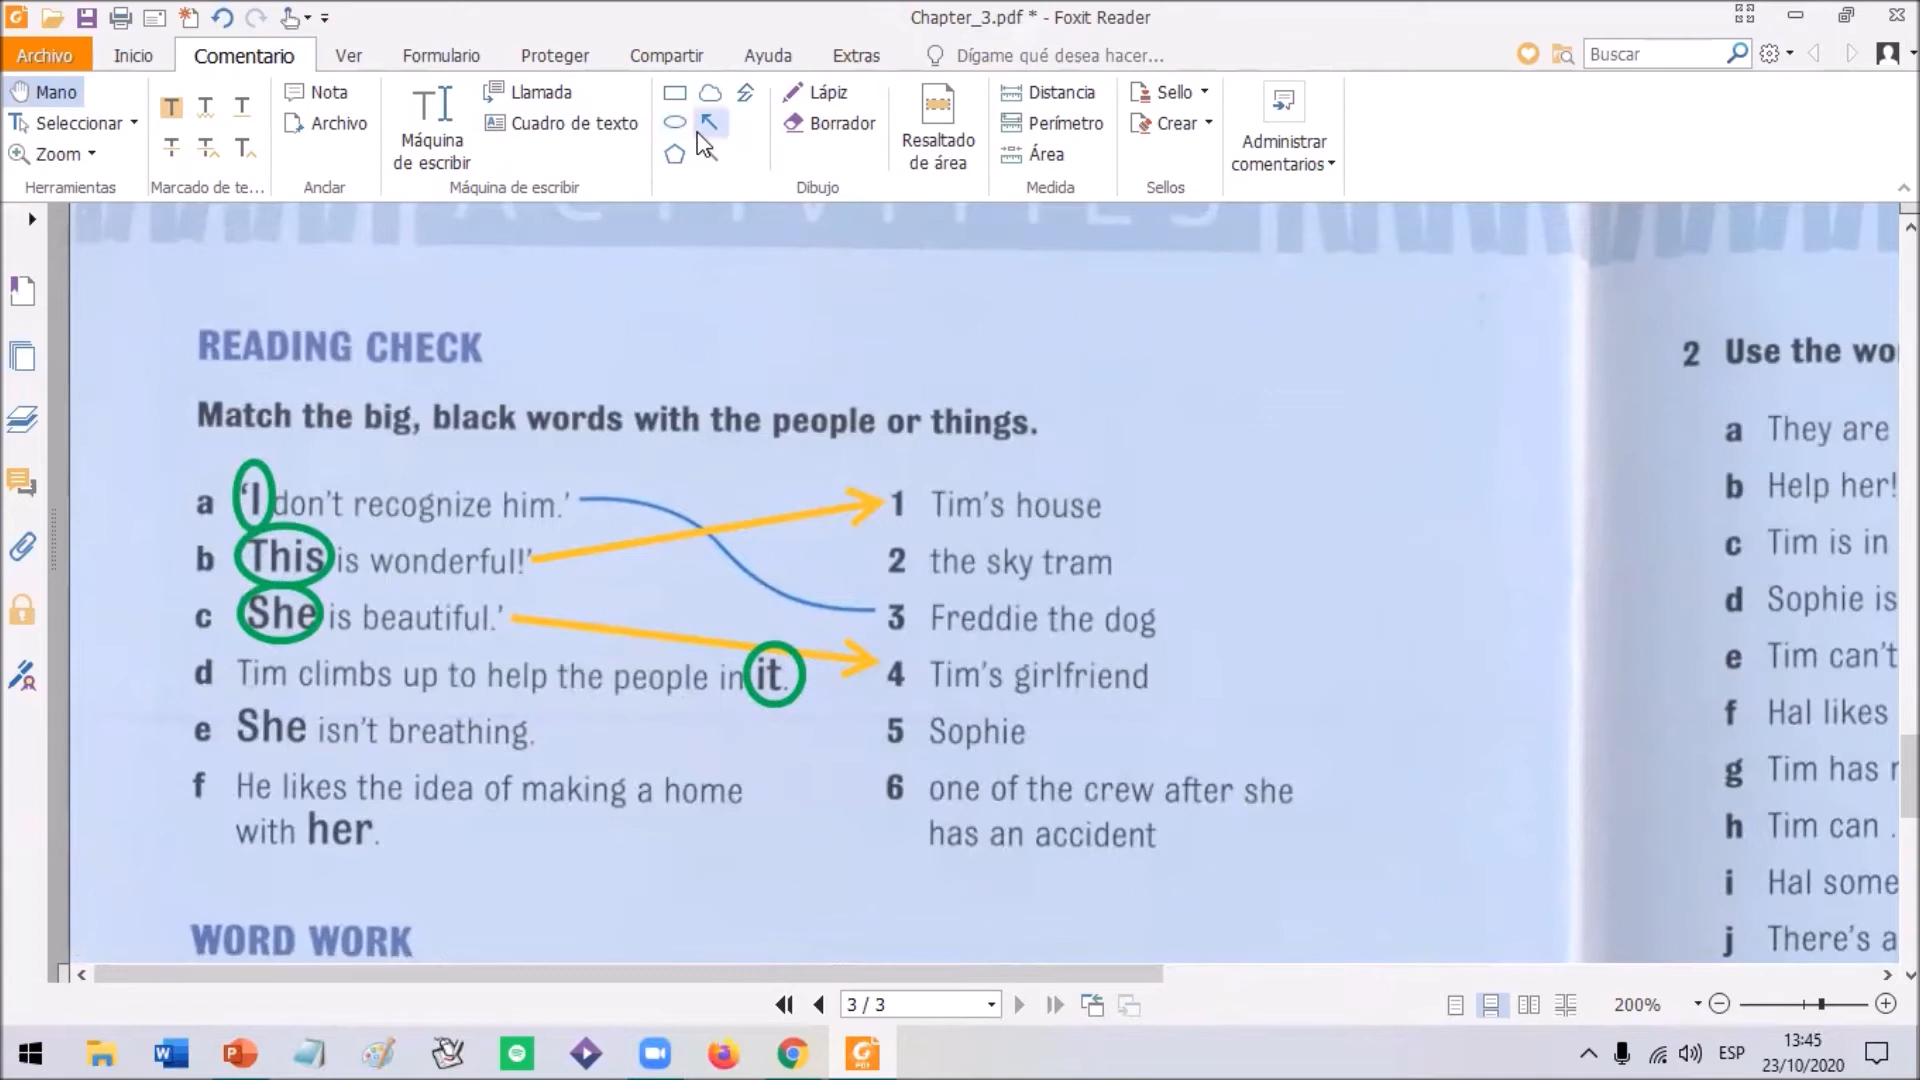 Chapter_3.pdf * - Foxit Reader
Archivo Inicio Comentario Ver Formulario Proteger Compartir Ayuda Extras Dígame qué desea hacer... Buscar
Mano
Seleccionar
Zoom
Herramientas
Marcado de te...
Nota
Archivo
Anclar
Máquina
de escribir
Llamada
Cuadro de texto
Máquina de escribir
Lápiz
Borrador
Dibujo
Resaltado
de área
Distancia
Perímetro
Área
Medida
Sello
Crear
Sellos
Administrar
comentarios
ACTIVITIES
READING CHECK
Match the big, black words with the people or things.
a 'I don't recognize him.'
b This is wonderful!'
c She is beautiful.'
d Tim climbs up to help the people in it.
e She isn't breathing.
f He likes the idea of making a home
with her.
1 Tim's house
2 the sky tram
3 Freddie the dog
4 Tim's girlfriend
5 Sophie
6 one of the crew after she
has an accident
WORD WORK
2 Use the wo
a They are
b Help her!
c Tim is in
d Sophie is
e Tim can't
f Hal likes
g Tim has
h Tim can .
i Hal some
j There's a
3 / 3
200%
ESP
13:45
23/10/2020